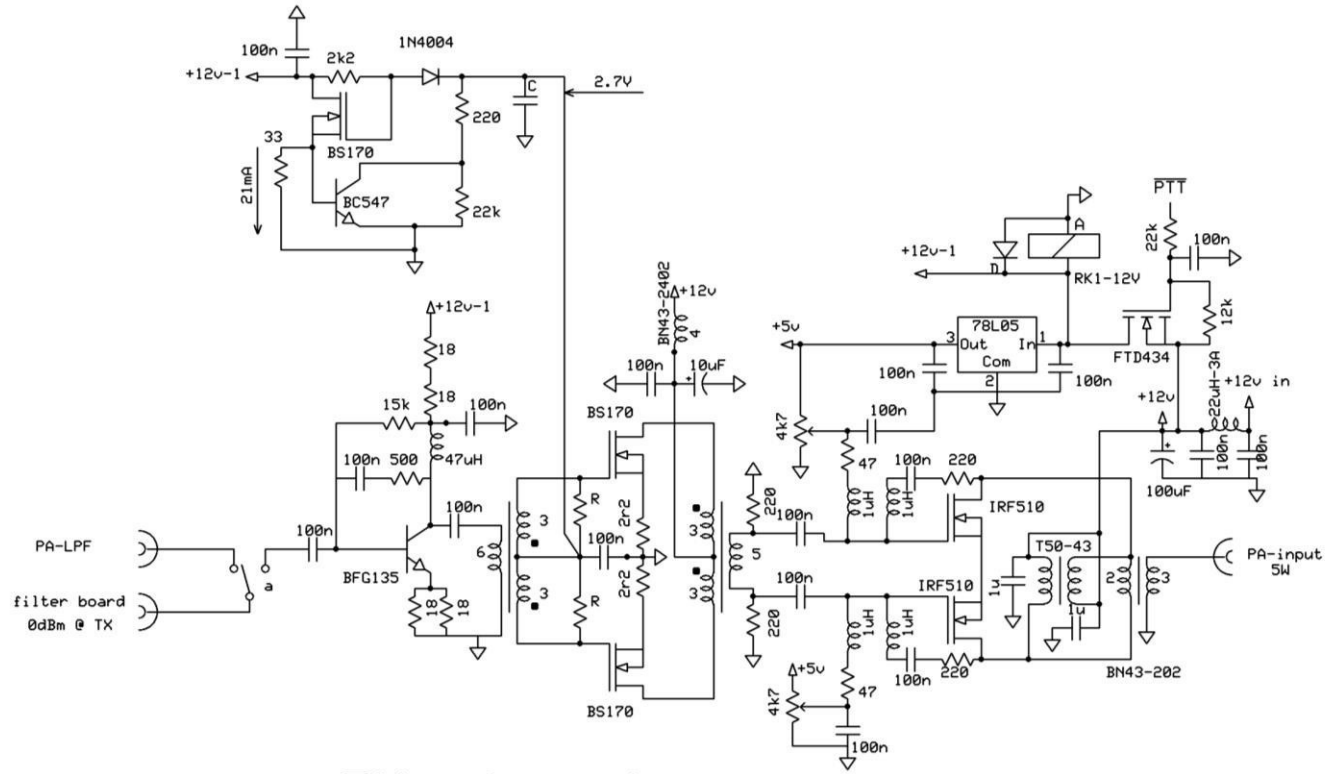 100n
2k2
1N4004
+12v-1
C
2.7V
220
33
BS170
21mA
BC547
22k
PTT
22k
100n
A
+12v-1
D
RK1-12V
12k
FTD434
+5v
78L05
3
Out
In
1
Com
2
100n
100n
BN43-2402
+12v
4
100n
+
10uF
+12v-1
18
18
15k
100n
47uH
100n
500
100n
BS170
100n
4k7
47
100n
220
1uH
1uH
IRF510
+12v
22uH-3A
+12v in
+
100uF
100n
100n
PA-LPF
filter board
0dBm @ TX
a
100n
BFG135
18
18
6
3
3
R
R
100n
2r2
2r2
3
3
5
220
100n
220
100n
IRF510
1uH
1uH
T50-43
1u
1u
2
3
PA-input
5W
BN43-202
+5v
4k7
47
100n
220
100n
BS170